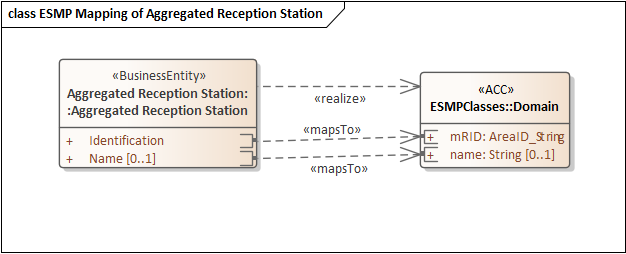 class ESMP Mapping of Aggregated Reception Station
«BusinessEntity»
Aggregated Reception Station:
:Aggregated Reception Station
+ Identification
+ Name [0..1]
«realize»
«mapsTo»
«mapsTo»
«ACC»
ESMPClasses::Domain
+ mRID: AreaID_String
+ name: String [0..1]